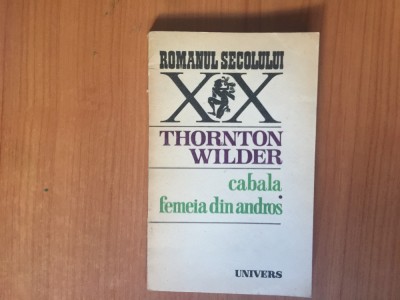 ROMANUL SECOLULUI
XX
THORNTON
WILDER
cabala
femeia din andros
UNIVERS